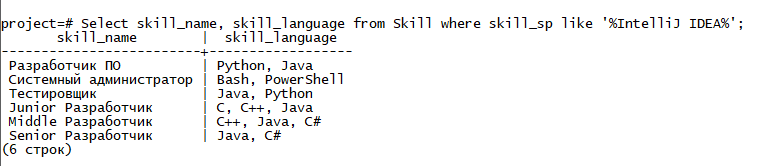 project=# Select skill_name, skill_language from Skill where skill_sp like '%IntelliJ IDEA%';
       skill_name        |  skill_language
-------------------------+------------------
 Разработчик ПО          | Python, Java
 Системный администратор | Bash, PowerShell
 Тестировщик             | Java, Python
 Junior Разработчик      | C, C++, Java
 Middle Разработчик      | C++, Java, C#
 Senior Разработчик      | Java, C#
(6 строк)